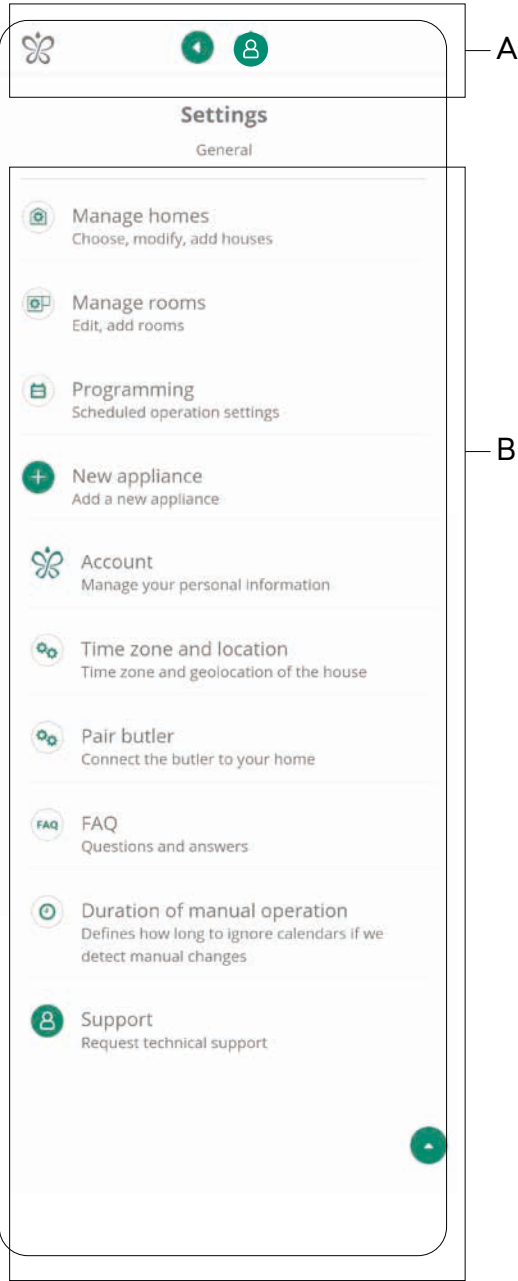 A
Settings
General
Manage homes
Choose, modify, add houses
Manage rooms
Edit, add rooms
Programming
Scheduled operation settings
B
New appliance
Add a new appliance
Account
Manage your personal information
Time zone and location
Time zone and geolocation of the house
Pair butler
Connect the butler to your home
FAQ FAQ
Questions and answers
Duration of manual operation
Defines how long to ignore calendars if we
detect manual changes
Support
Request technical support